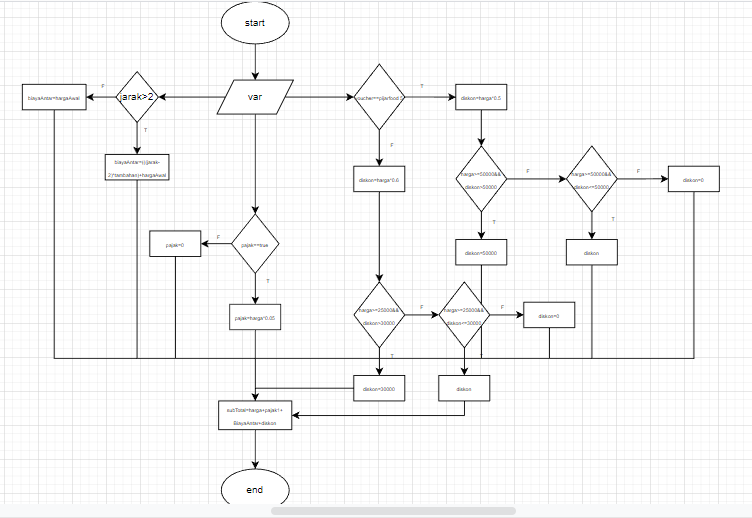 start
var
jarak>2
F
T
biayaAntar=hargaAwal
biayaAntar=((jarak-
2)*tambahan)+hargaAwal
T
F
diskon=harga*0.5
diskon=harga*0.6
harga>=50000&&
diskon>50000
F
T
harga>=50000&&
diskon<=50000
F
T
diskon=0
diskon=50000
diskon
pajak==true
F
T
pajak=0
pajak=harga*0.05
harga>=25000&&
diskon>30000
F
T
harga>=25000&&
diskon<=30000
F
T
diskon=0
diskon=30000
diskon
subTotal=harga+pajak1+
BiayaAntar+diskon
end